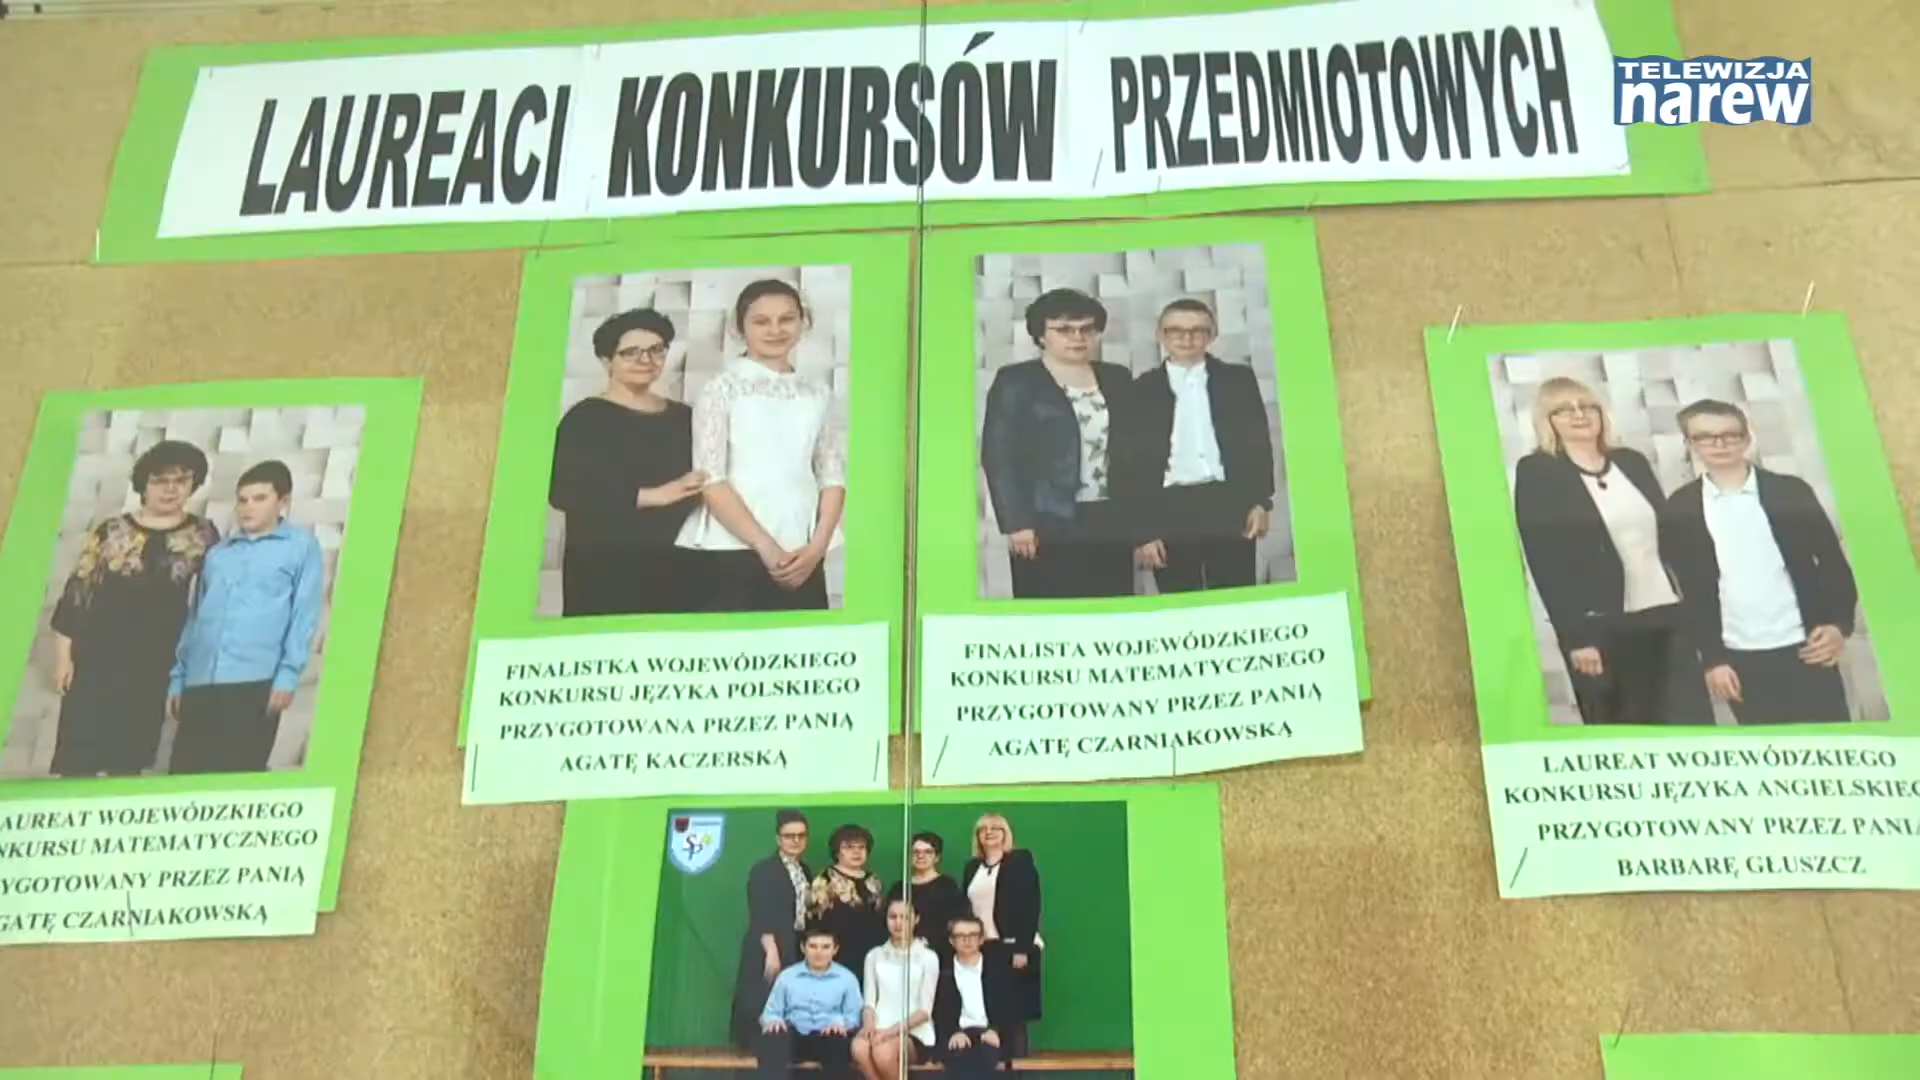 LAUREACI KONKURSÓW PRZEDMIOTOWYCH
TELEWIZJA
narew
FINALISTKA WOJEWÓDZKIEGO
KONKURSU JĘZYKA POLSKIEGO
PRZYGOTOWANA PRZEZ PANIĄ
AGATĘ KACZERSKĄ
FINALISTA WOJEWÓDZKIEGO
KONKURSU MATEMATYCZNEGO
PRZYGOTOWANY PRZEZ PANIĄ
AGATĘ CZARNIAKOWSKĄ
LAUREAT WOJEWÓDZKIEGO
KONKURSU JĘZYKA ANGIELSKIEG
PRZYGOTOWANY PRZEZ PANIĄ
BARBARĘ GŁUSZCZ
AUREAT WOJEWÓDZKIEGO
NKURSU MATEMATYCZNEGO
YGOTOWANY PRZEZ PANIĄ
GATĘ CZARNIAKOWSKĄ
SP